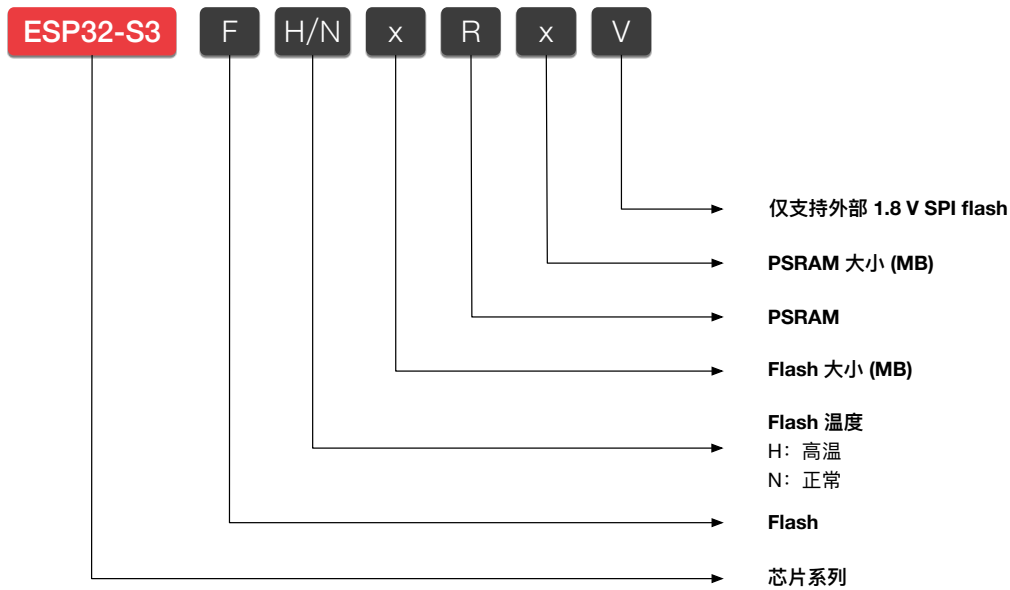 ESP32-S3 F H/N x R x V
仅支持外部 1.8 V SPI flash
PSRAM 大小 (MB)
PSRAM
Flash 大小 (MB)
Flash 温度
H：高温
N：正常
Flash
芯片系列